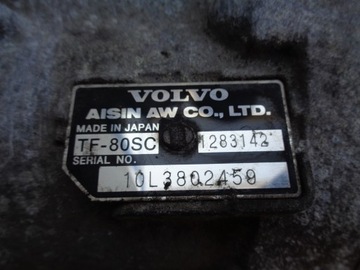 VOLVO
AISIN AW CO., LTD.
MADE IN JAPAN
TF-80SC 1283142
SERIAL NO.
10L3802459